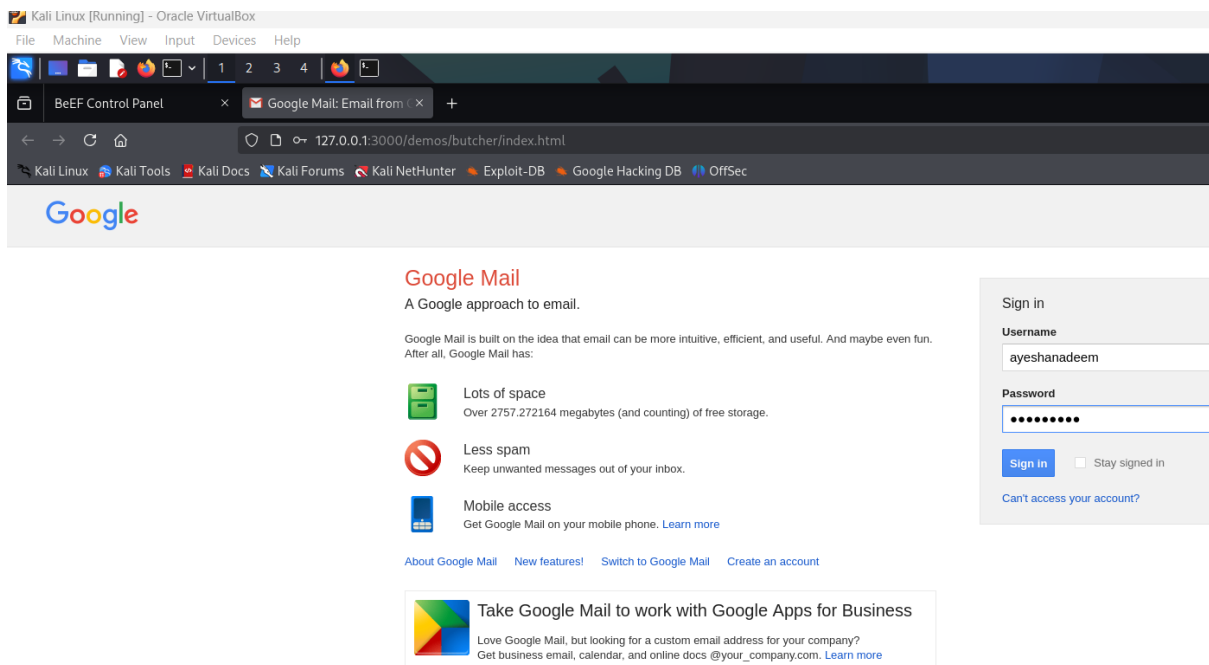 Kali Linux [Running] - Oracle VirtualBox
File Machine View Input Devices Help
1 2 3 4
BeEF Control Panel × Google Mail: Email from × +
127.0.0.1:3000/demos/butcher/index.html
Kali Linux Kali Tools Kali Docs Kali Forums Kali NetHunter Exploit-DB Google Hacking DB OffSec
Google
Google Mail
A Google approach to email.
Google Mail is built on the idea that email can be more intuitive, efficient, and useful. And maybe even fun.
After all, Google Mail has:
Lots of space
Over 2757.272164 megabytes (and counting) of free storage.
Less spam
Keep unwanted messages out of your inbox.
Mobile access
Get Google Mail on your mobile phone. Learn more
About Google Mail New features! Switch to Google Mail Create an account
Take Google Mail to work with Google Apps for Business
Love Google Mail, but looking for a custom email address for your company?
Get business email, calendar, and online docs @your_company.com. Learn more
Sign in
Username
ayeshanadeem
Password
•••••••••
Sign in Stay signed in
Can't access your account?